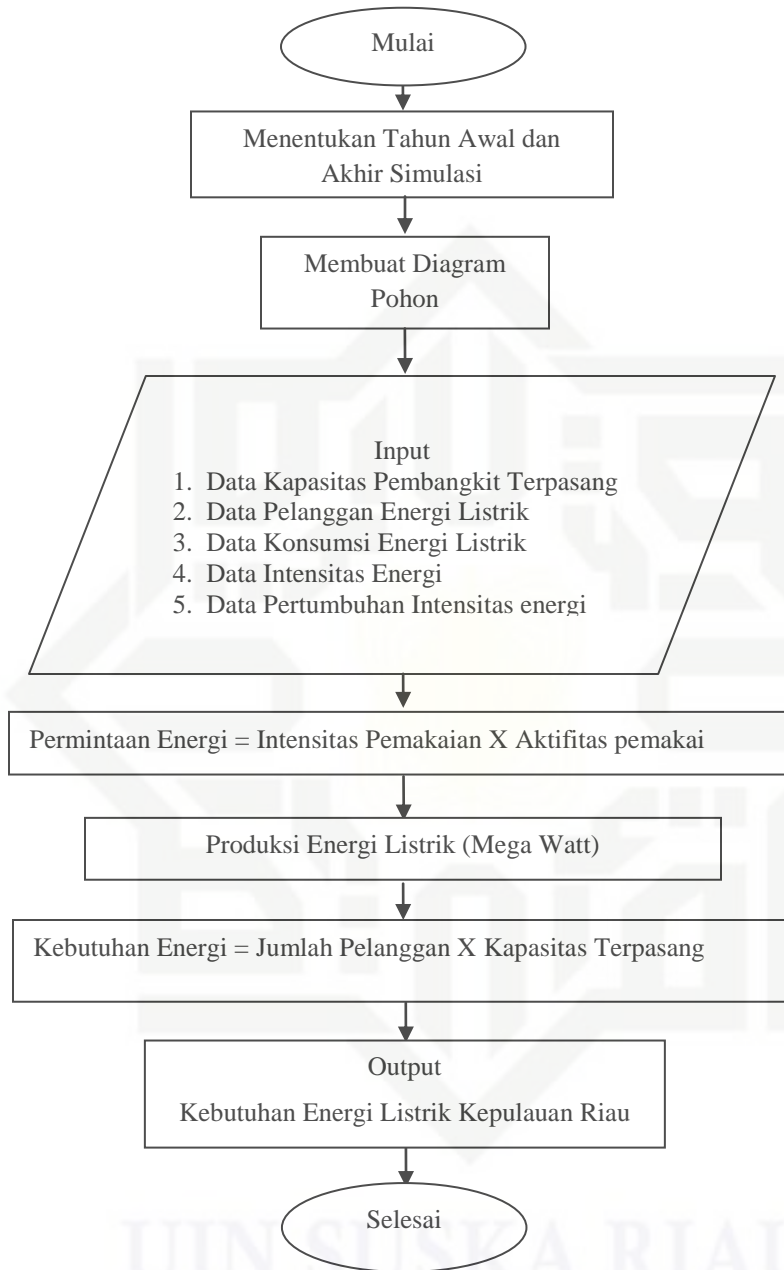 Mulai
Menentukan Tahun Awal dan
Akhir Simulasi
Membuat Diagram
Pohon
Input
1. Data Kapasitas Pembangkit Terpasang
2. Data Pelanggan Energi Listrik
3. Data Konsumsi Energi Listrik
4. Data Intensitas Energi
5. Data Pertumbuhan Intensitas energi
Permintaan Energi = Intensitas Pemakaian X Aktifitas pemakai
Produksi Energi Listrik (Mega Watt)
Kebutuhan Energi = Jumlah Pelanggan X Kapasitas Terpasang
Output
Kebutuhan Energi Listrik Kepulauan Riau
Selesai
UIN SUSKA RIAU